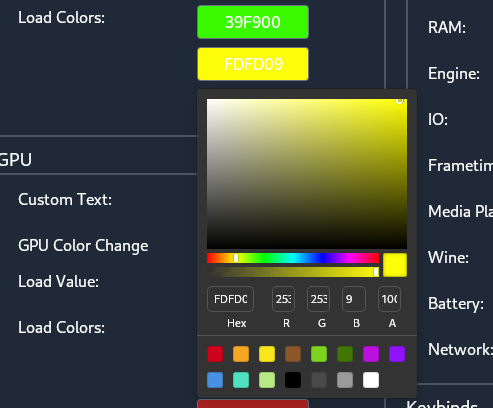 Load Colors:
39F900
FDFD09
GPU
Custom Text:
GPU Color Change
Load Value:
Load Colors:
FDFD0
253
253
9
100
Hex
R
G
B
A
RAM:
Engine:
IO:
Frametim
Media Pla
Wine:
Battery:
Network:
Keybinds